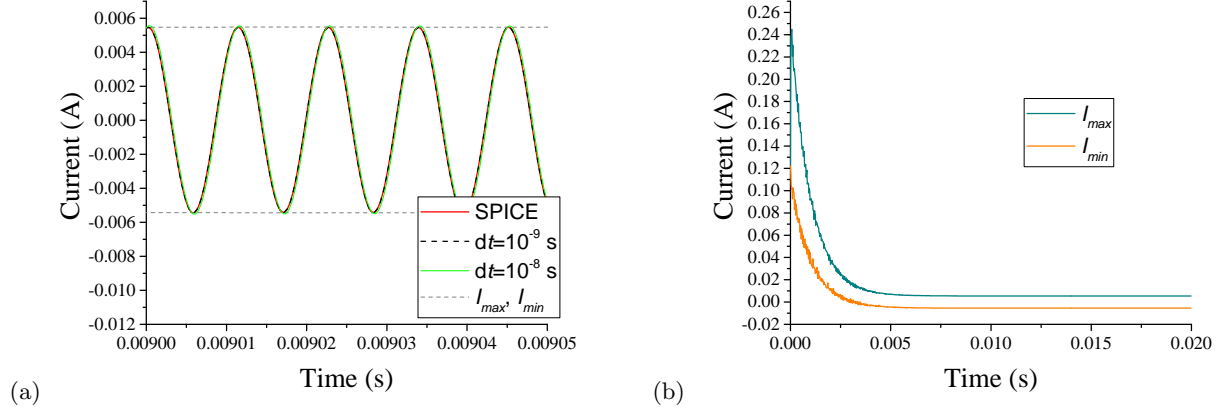 0.006
0.004
0.002
0.000
-0.002
-0.004
-0.006
-0.008
-0.010
-0.012
Current (A)
0.00900 0.00901 0.00902 0.00903 0.00904 0.00905
Time (s)
SPICE
dt=10⁻⁹ s
dt=10⁻⁸ s
I_max, I_min
(a)
0.26
0.24
0.22
0.20
0.18
0.16
0.14
0.12
0.10
0.08
0.06
0.04
0.02
0.00
-0.02
Current (A)
0.000 0.005 0.010 0.015 0.020
Time (s)
I_max
I_min
(b)